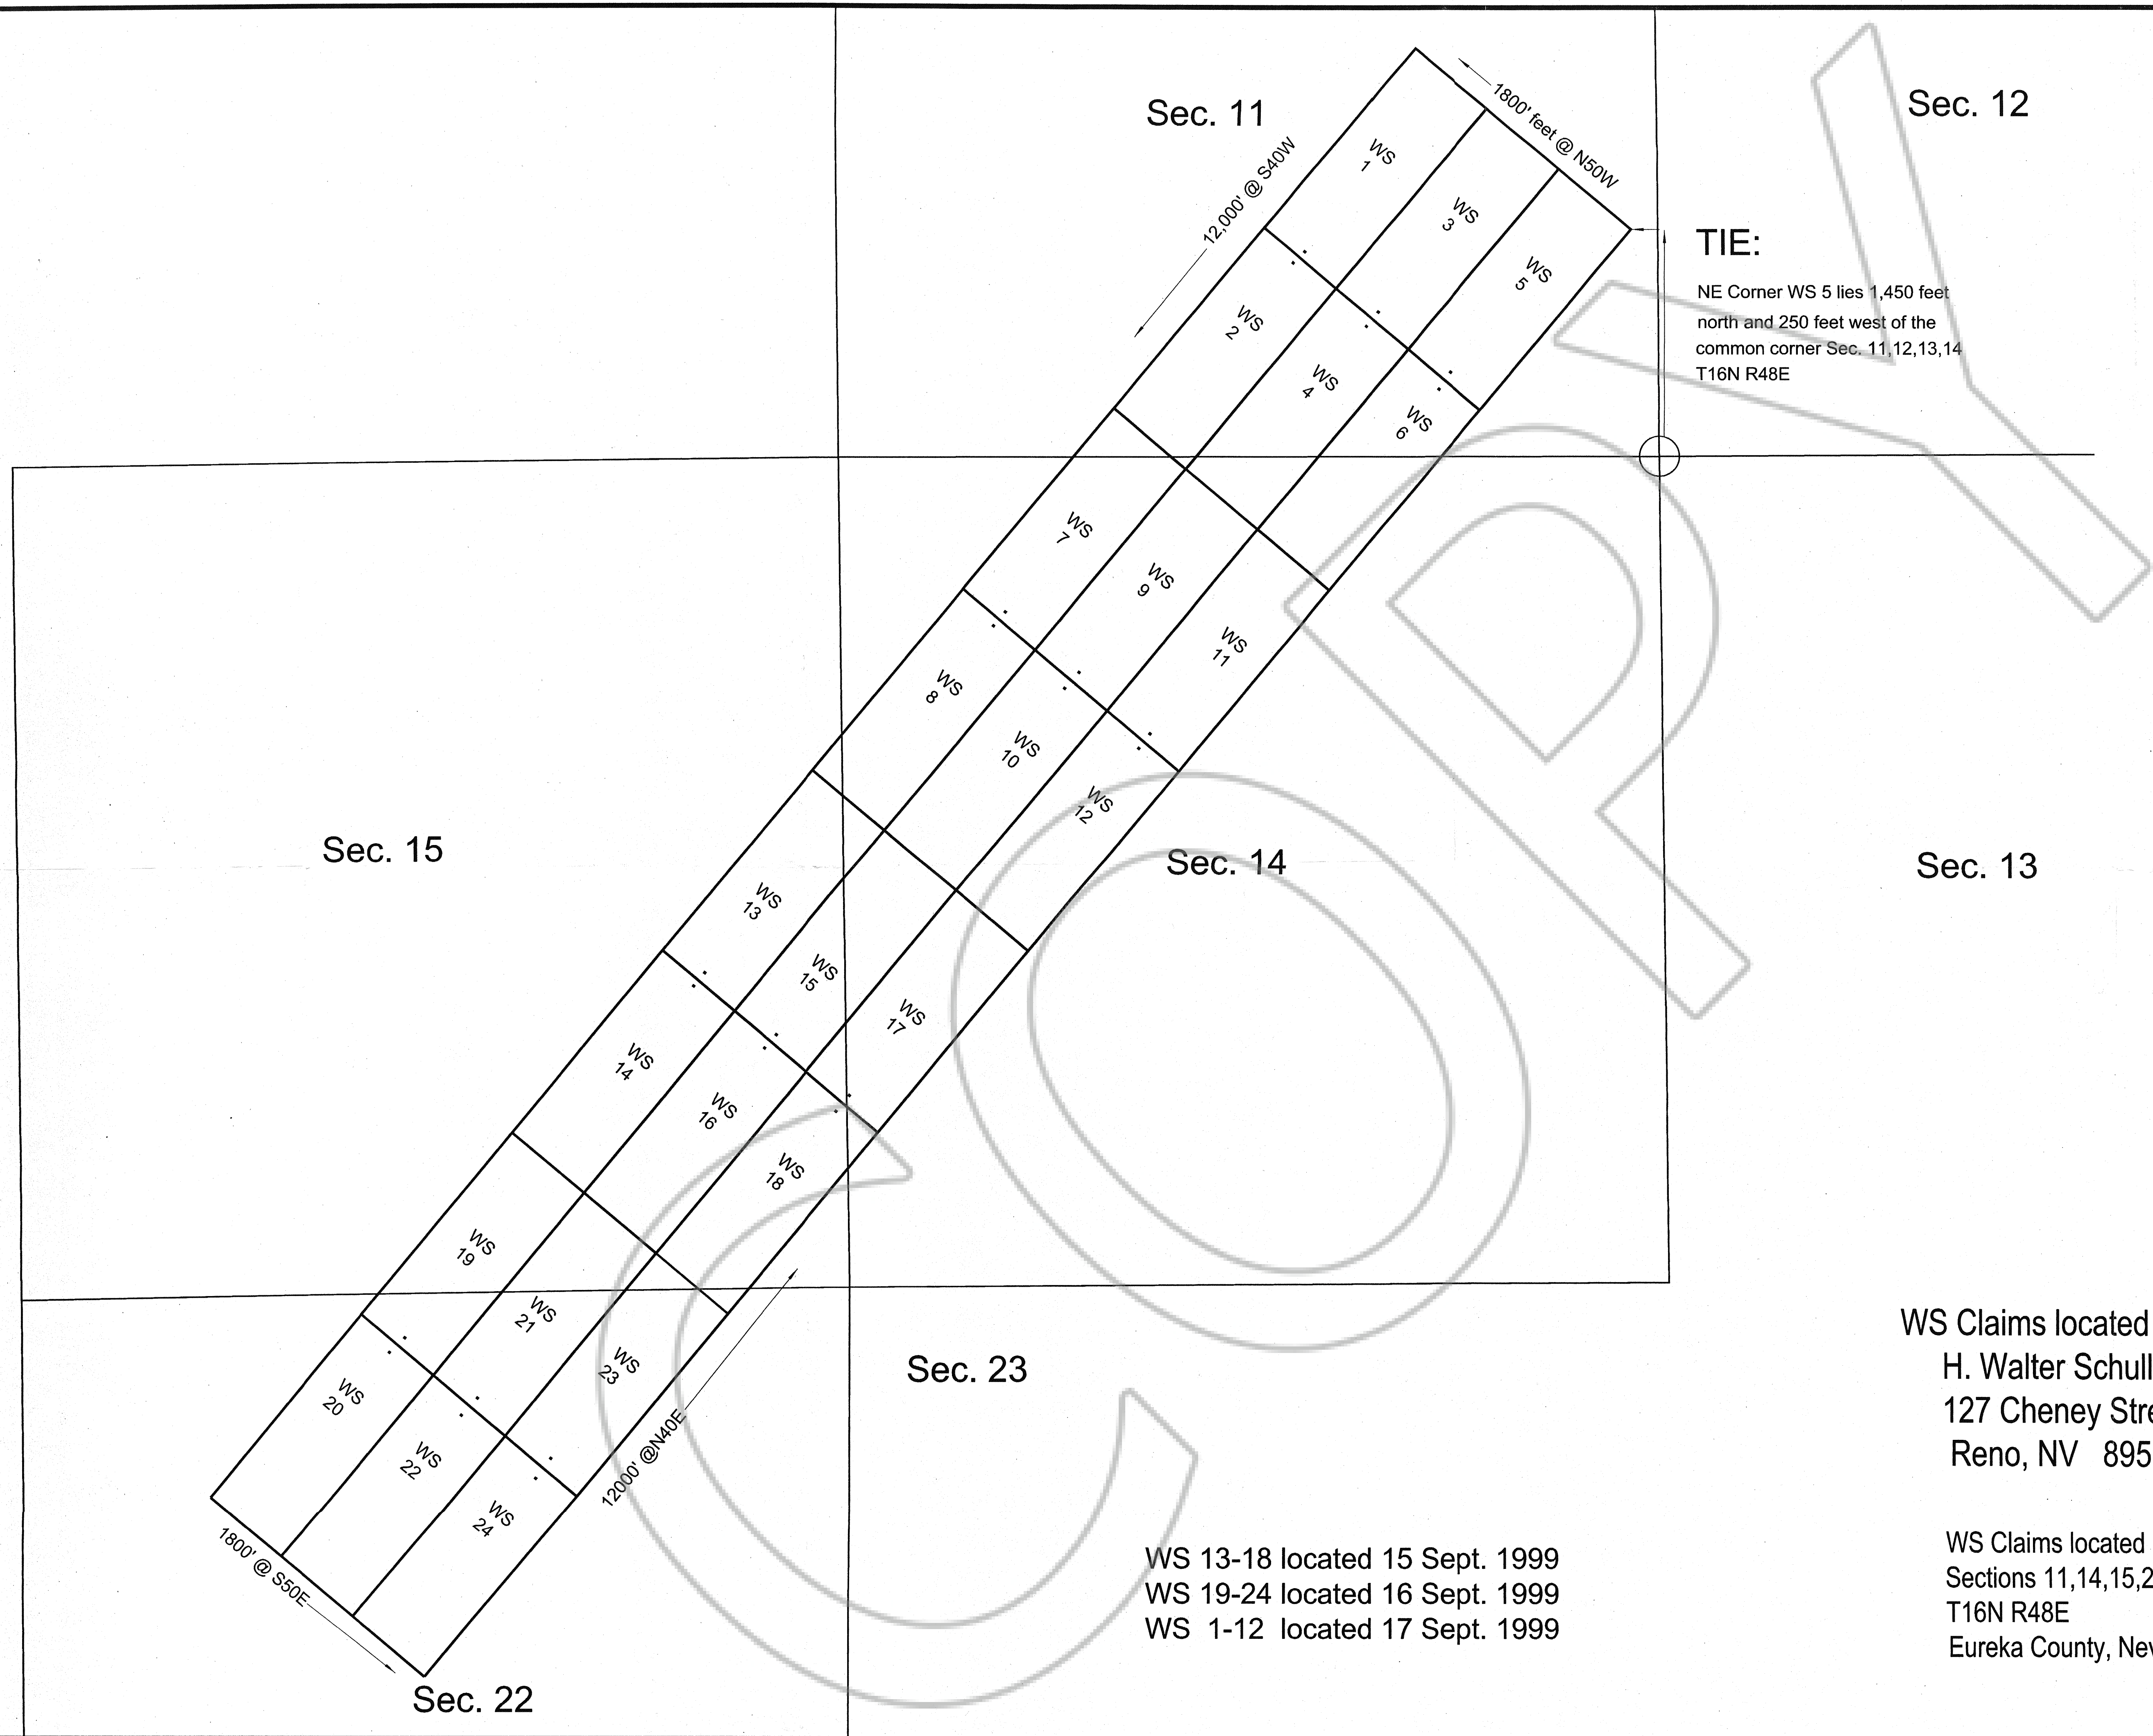 Sec. 11
Sec. 12
1800' feet @ N50W
12,000' @ S40W
WS
1
WS
3
WS
5
TIE:
NE Corner WS 5 lies 1,450 feet
north and 250 feet west of the
common corner Sec. 11,12,13,14
T16N R48E
WS
2
WS
4
WS
6
WS
7
WS
9
WS
11
WS
8
WS
10
WS
12
Sec. 15
Sec. 14
Sec. 13
WS
13
WS
15
WS
17
WS
14
WS
16
WS
18
WS
19
WS
21
WS
23
WS
20
WS
22
WS
24
12000' @N40E
1800' @ S50E
Sec. 23
Sec. 22
WS 13-18 located 15 Sept. 1999
WS 19-24 located 16 Sept. 1999
WS 1-12 located 17 Sept. 1999
WS Claims located
H. Walter Schull
127 Cheney Stre
Reno, NV 895
WS Claims located
Sections 11,14,15,2
T16N R48E
Eureka County, Nev
COPY